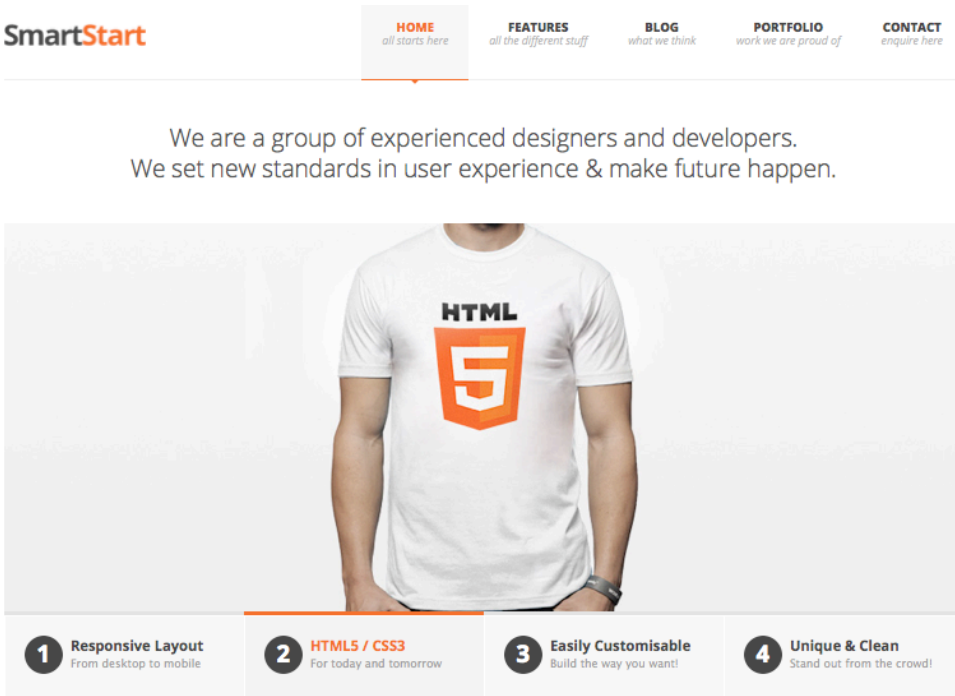 SmartStart
HOME
all starts here
FEATURES
all the different stuff
BLOG
what we think
PORTFOLIO
work we are proud of
CONTACT
enquire here
We are a group of experienced designers and developers.
We set new standards in user experience & make future happen.
HTML
5
1
Responsive Layout
From desktop to mobile
2
HTML5 / CSS3
For today and tomorrow
3
Easily Customisable
Build the way you want!
4
Unique & Clean
Stand out from the crowd!